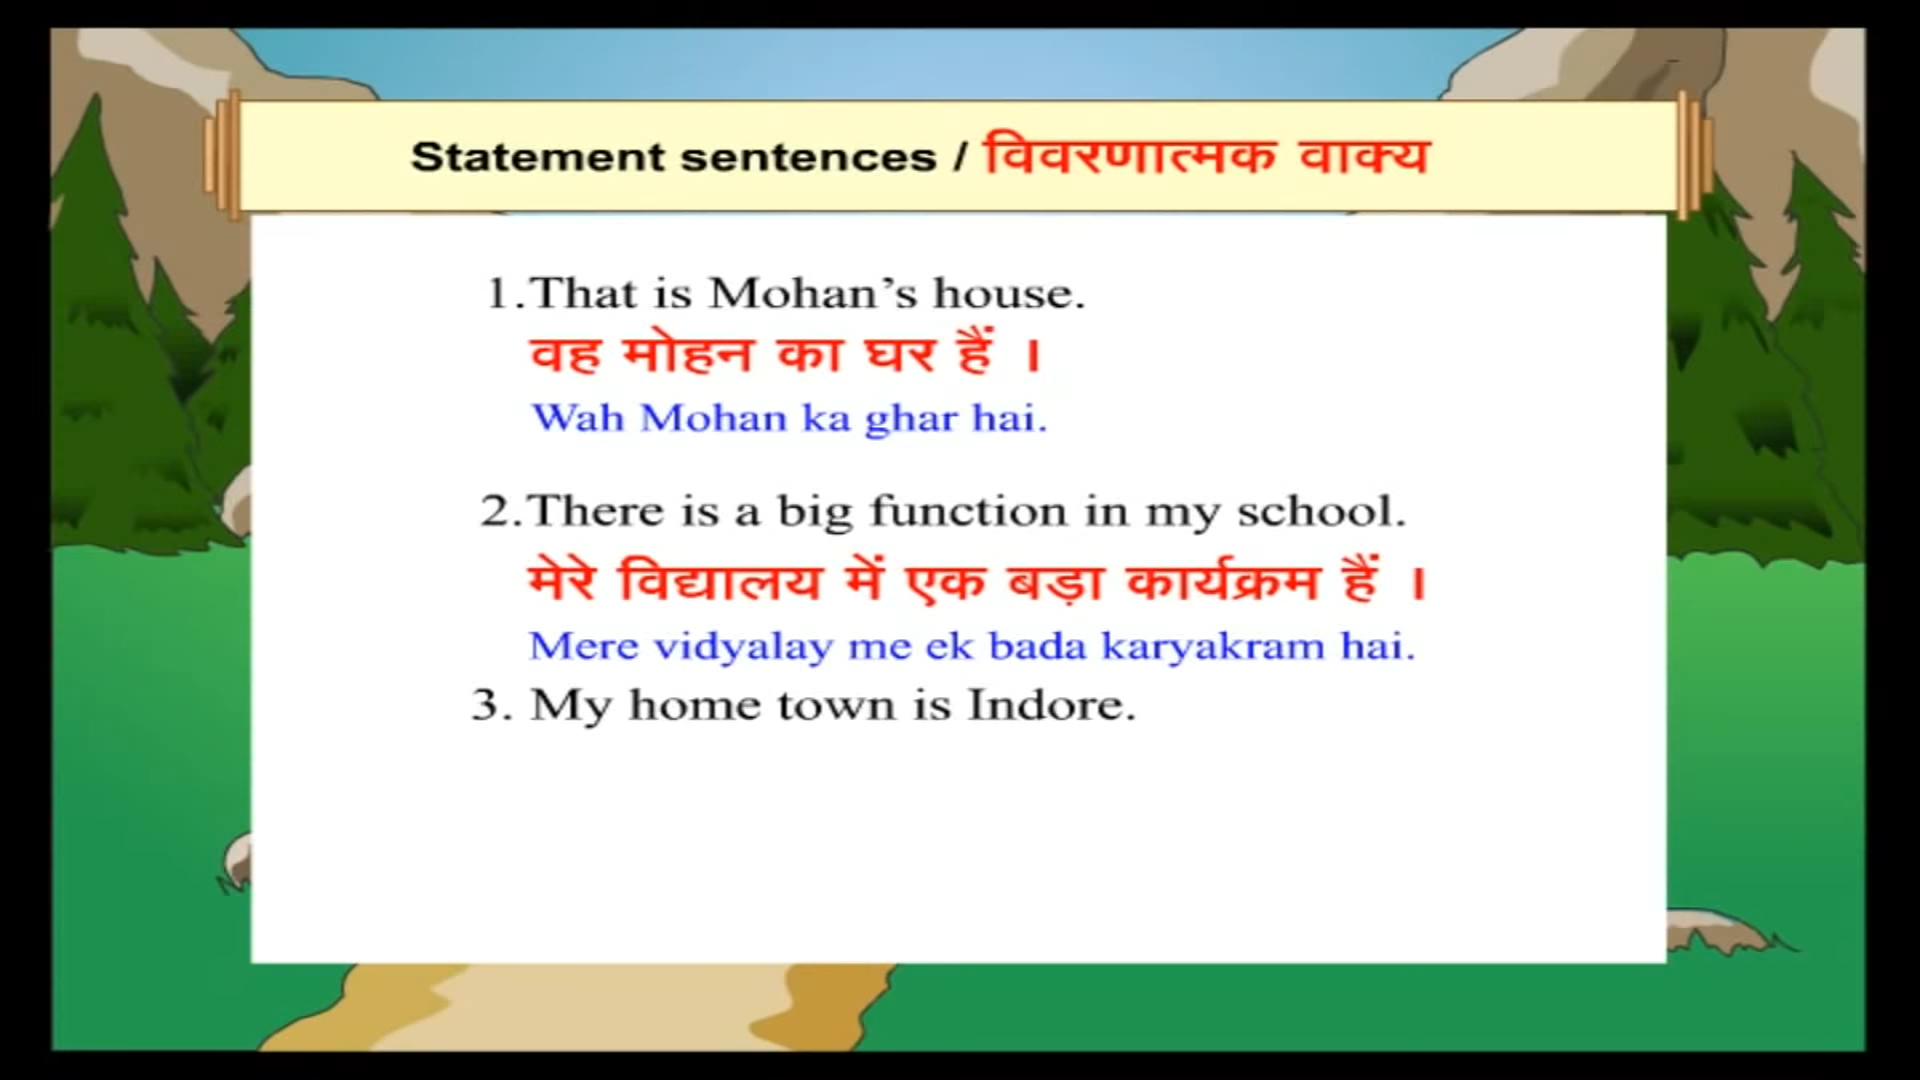 Statement sentences / विवरणात्मक वाक्य
1.That is Mohan’s house.
वह मोहन का घर हैं ।
Wah Mohan ka ghar hai.
2.There is a big function in my school.
मेरे विद्यालय में एक बड़ा कार्यक्रम हैं ।
Mere vidyalay me ek bada karyakram hai.
3. My home town is Indore.